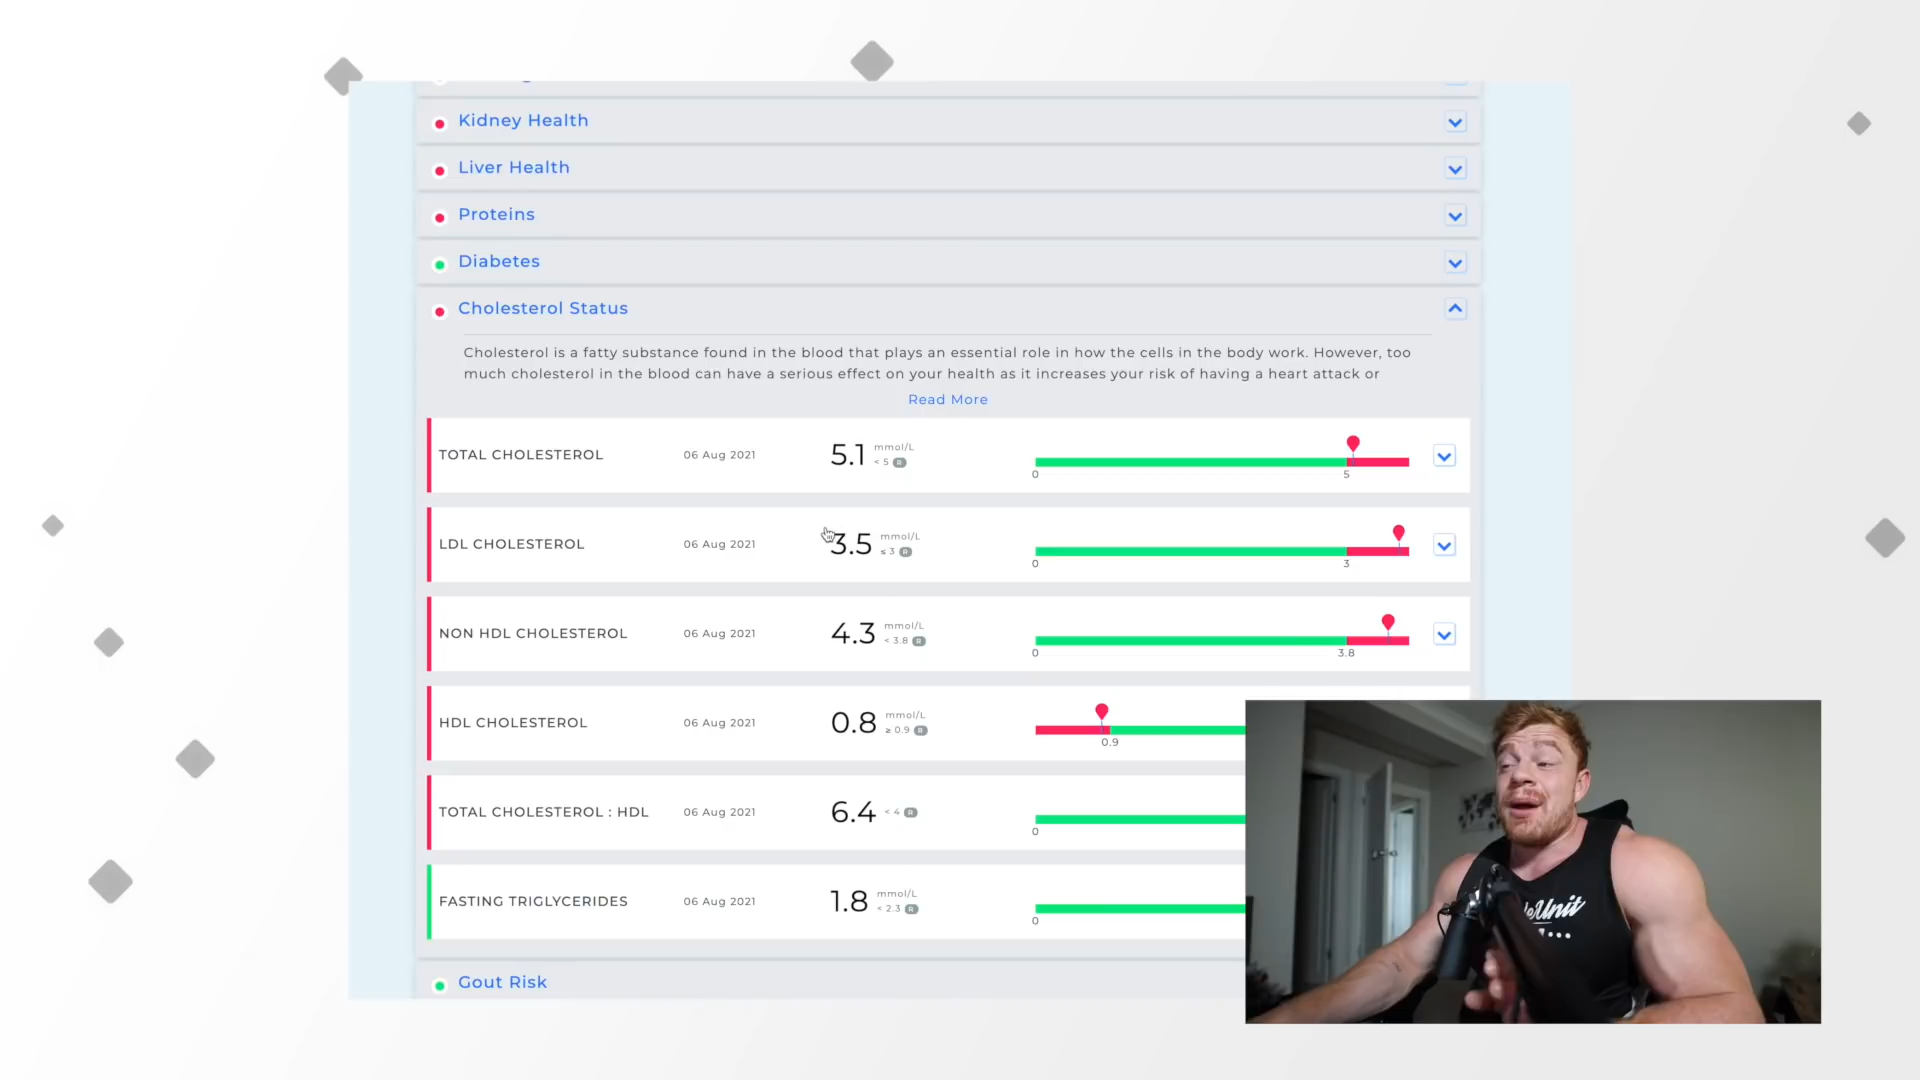 Kidney Health
Liver Health
Proteins
Diabetes
Cholesterol Status
Cholesterol is a fatty substance found in the blood that plays an essential role in how the cells in the body work. However, too
much cholesterol in the blood can have a serious effect on your health as it increases your risk of having a heart attack or
Read More
TOTAL CHOLESTEROL 06 Aug 2021 5.1 mmol/L < 5 R 0 5
LDL CHOLESTEROL 06 Aug 2021 3.5 mmol/L ≤ 3 R 0 3
NON HDL CHOLESTEROL 06 Aug 2021 4.3 mmol/L < 3.8 R 0 3.8
HDL CHOLESTEROL 06 Aug 2021 0.8 mmol/L ≥ 0.9 R 0.9
TOTAL CHOLESTEROL : HDL 06 Aug 2021 6.4 < 4 R 0
FASTING TRIGLYCERIDES 06 Aug 2021 1.8 mmol/L < 2.3 R 0
Gout Risk